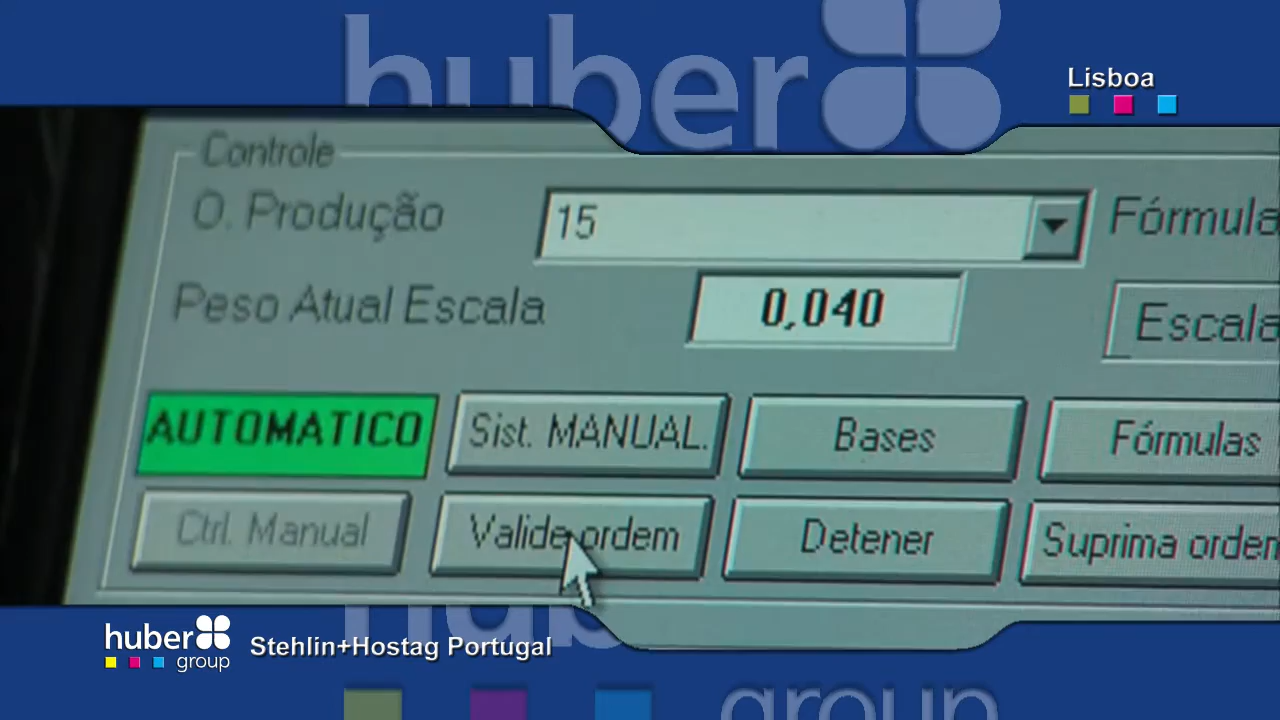 huber
Lisboa
Controle
O. Produção
15
Fórmula
Peso Atual Escala
0,040
Escala
AUTOMATICO
Sist. MANUAL.
Bases
Fórmulas
Ctrl. Manual
Valide ordem
Detener
Suprima ordem
huber
group
Stehlin+Hostag Portugal
group